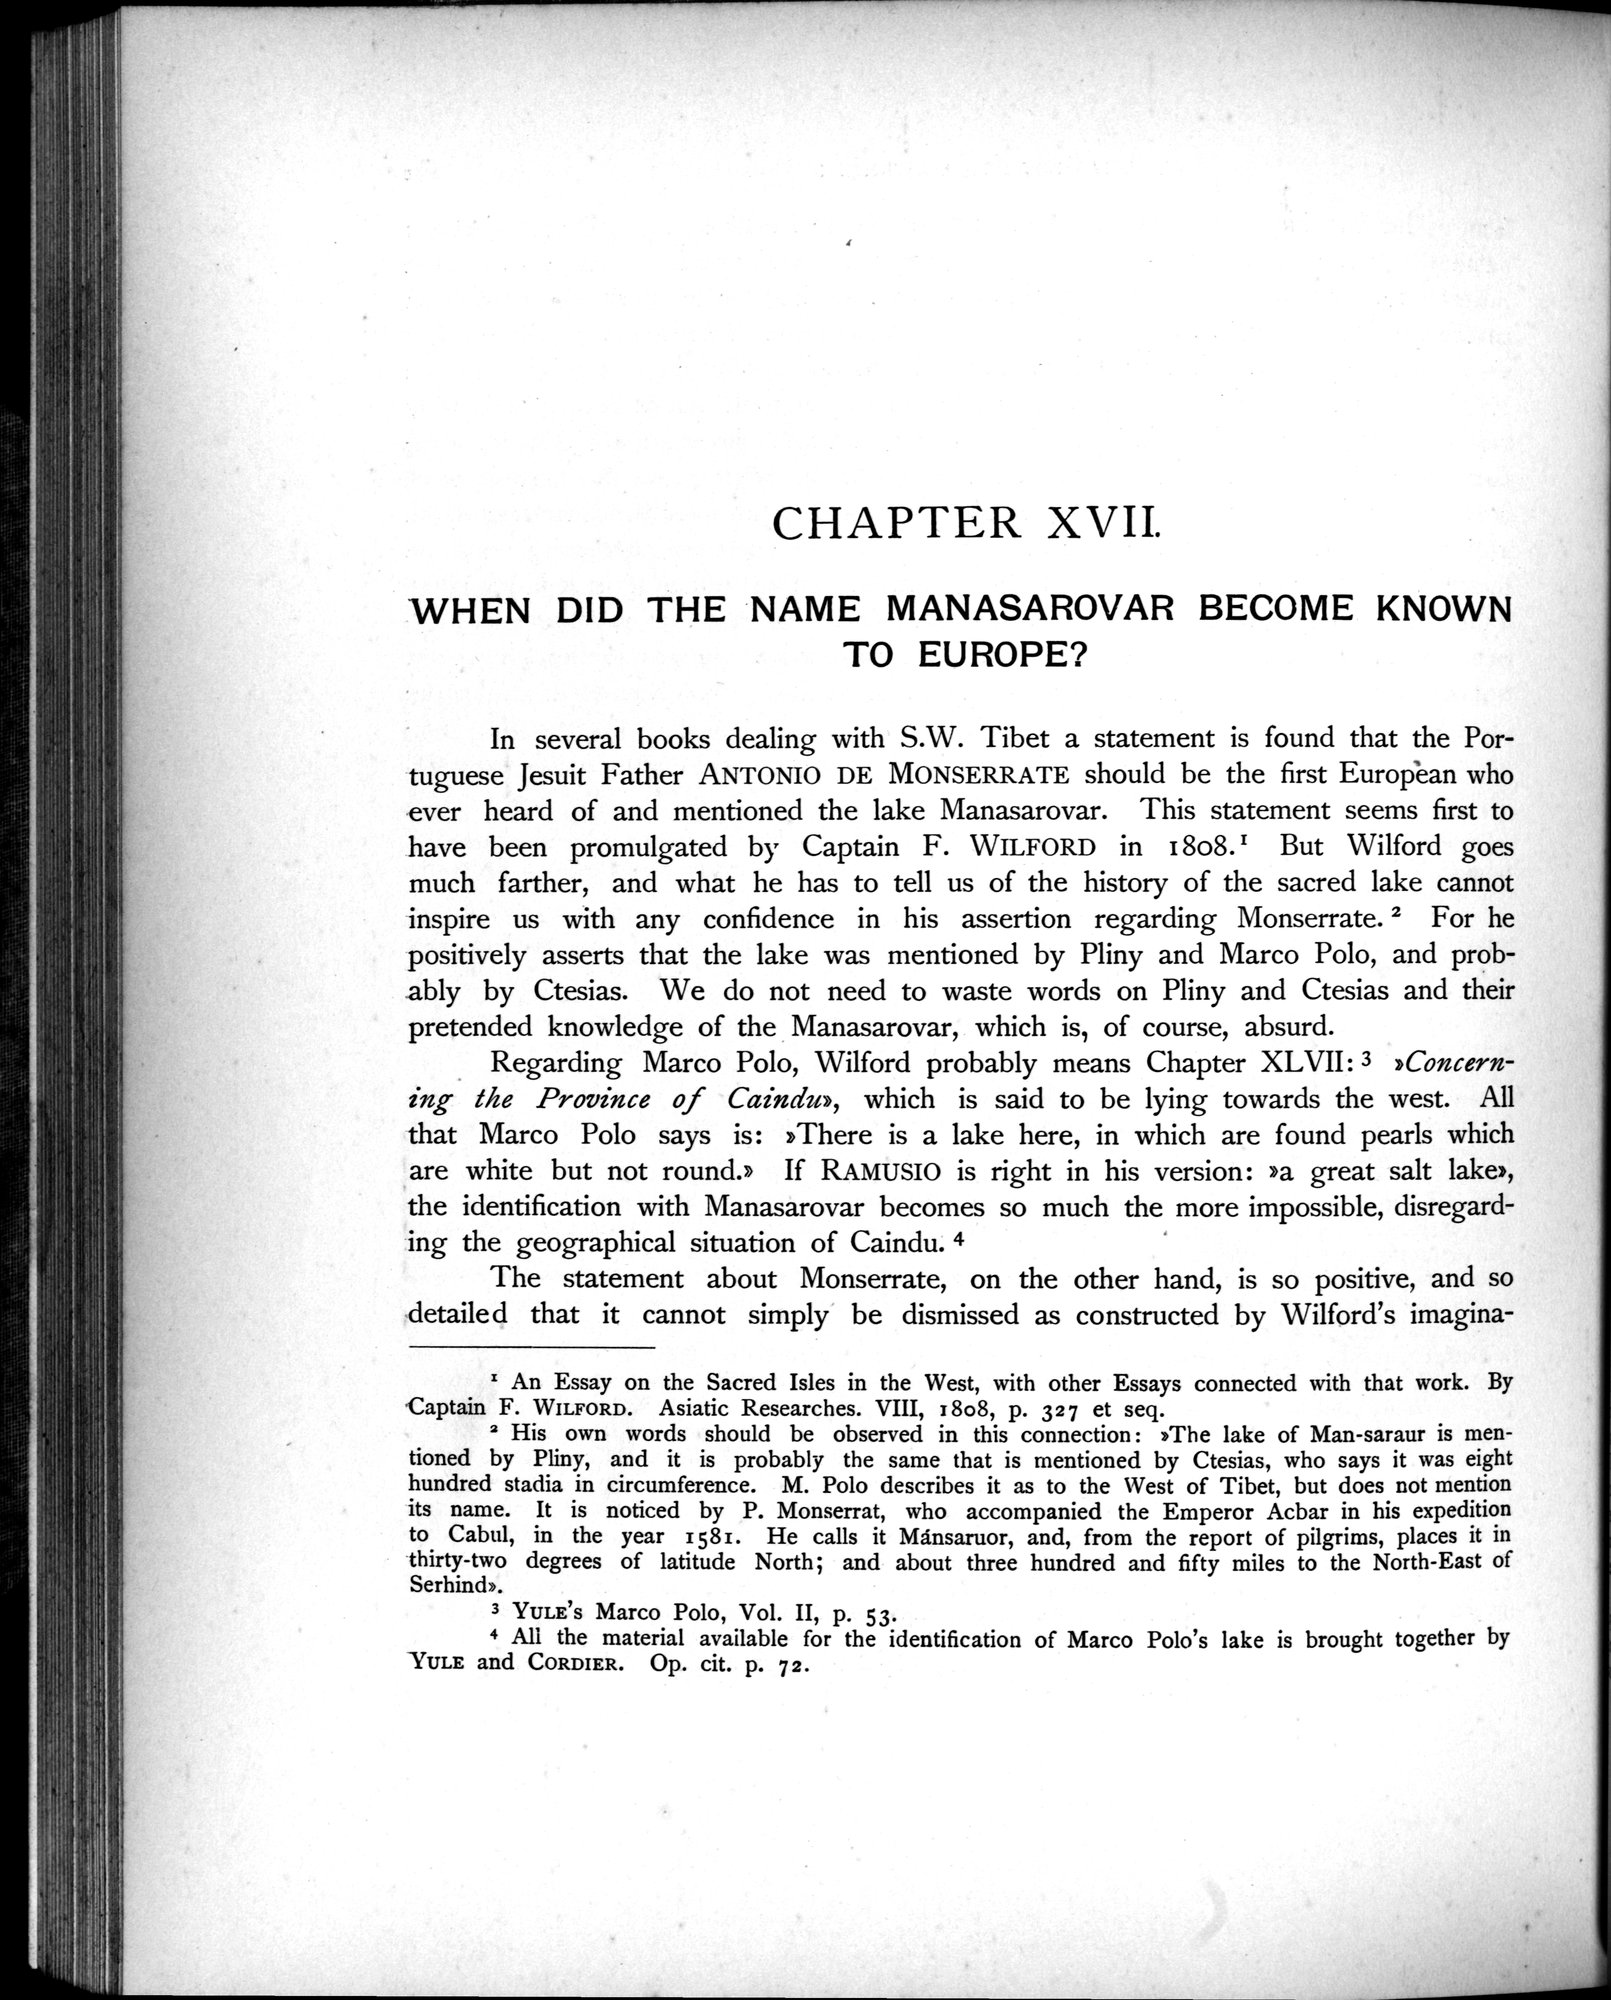 CHAPTER XVII.
WHEN DID THE NAME MANASAROVAR BECOME KNOWN
TO EUROPE?
In several books dealing with S.W. Tibet a statement is found that the Por-
tuguese Jesuit Father ANTONIO DE MONSERRATE should be the first European who
ever heard of and mentioned the lake Manasarovar. This statement seems first to
have been promulgated by Captain F. WILFORD in 1808.¹ But Wilford goes
much farther, and what he has to tell us of the history of the sacred lake cannot
inspire us with any confidence in his assertion regarding Monserrate.² For he
positively asserts that the lake was mentioned by Pliny and Marco Polo, and prob-
ably by Ctesias. We do not need to waste words on Pliny and Ctesias and their
pretended knowledge of the Manasarovar, which is, of course, absurd.
Regarding Marco Polo, Wilford probably means Chapter XLVII:³ »Concern-
ing the Province of Caindu», which is said to be lying towards the west. All
that Marco Polo says is: »There is a lake here, in which are found pearls which
are white but not round.» If RAMUSIO is right in his version: »a great salt lake»,
the identification with Manasarovar becomes so much the more impossible, disregard-
ing the geographical situation of Caindu.⁴
The statement about Monserrate, on the other hand, is so positive, and so
detailed that it cannot simply be dismissed as constructed by Wilford's imagina-
¹ An Essay on the Sacred Isles in the West, with other Essays connected with that work. By
Captain F. WILFORD. Asiatic Researches. VIII, 1808, p. 327 et seq.
² His own words should be observed in this connection: »The lake of Man-saraur is men-
tioned by Pliny, and it is probably the same that is mentioned by Ctesias, who says it was eight
hundred stadia in circumference. M. Polo describes it as to the West of Tibet, but does not mention
its name. It is noticed by P. Monserrat, who accompanied the Emperor Acbar in his expedition
to Cabul, in the year 1581. He calls it Mánsaruor, and, from the report of pilgrims, places it in
thirty-two degrees of latitude North; and about three hundred and fifty miles to the North-East of
Serhind».
³ YULE's Marco Polo, Vol. II, p. 53.
⁴ All the material available for the identification of Marco Polo's lake is brought together by
YULE and CORDIER. Op. cit. p. 72.